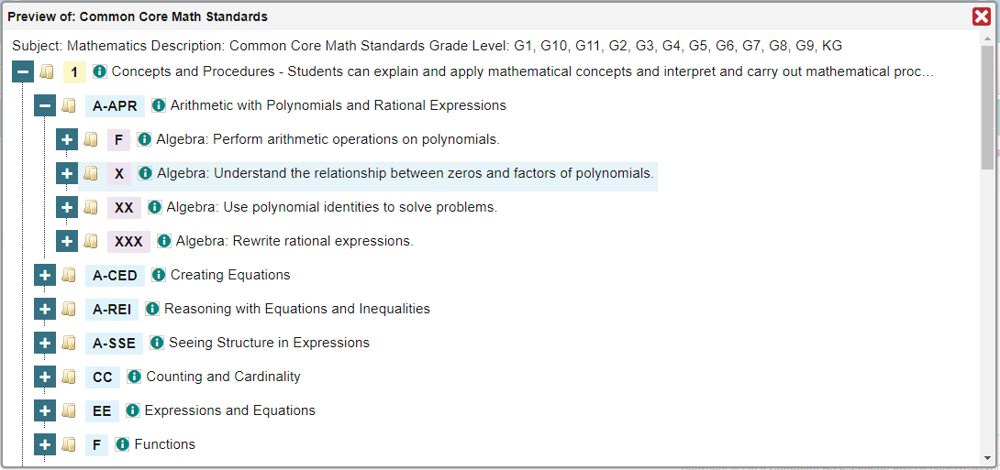 Preview of: Common Core Math Standards
Subject: Mathematics Description: Common Core Math Standards Grade Level: G1, G10, G11, G2, G3, G4, G5, G6, G7, G8, G9, KG
1 Concepts and Procedures - Students can explain and apply mathematical concepts and interpret and carry out mathematical proc…
A-APR Arithmetic with Polynomials and Rational Expressions
F Algebra: Perform arithmetic operations on polynomials.
X Algebra: Understand the relationship between zeros and factors of polynomials.
XX Algebra: Use polynomial identities to solve problems.
XXX Algebra: Rewrite rational expressions.
A-CED Creating Equations
A-REI Reasoning with Equations and Inequalities
A-SSE Seeing Structure in Expressions
CC Counting and Cardinality
EE Expressions and Equations
F Functions